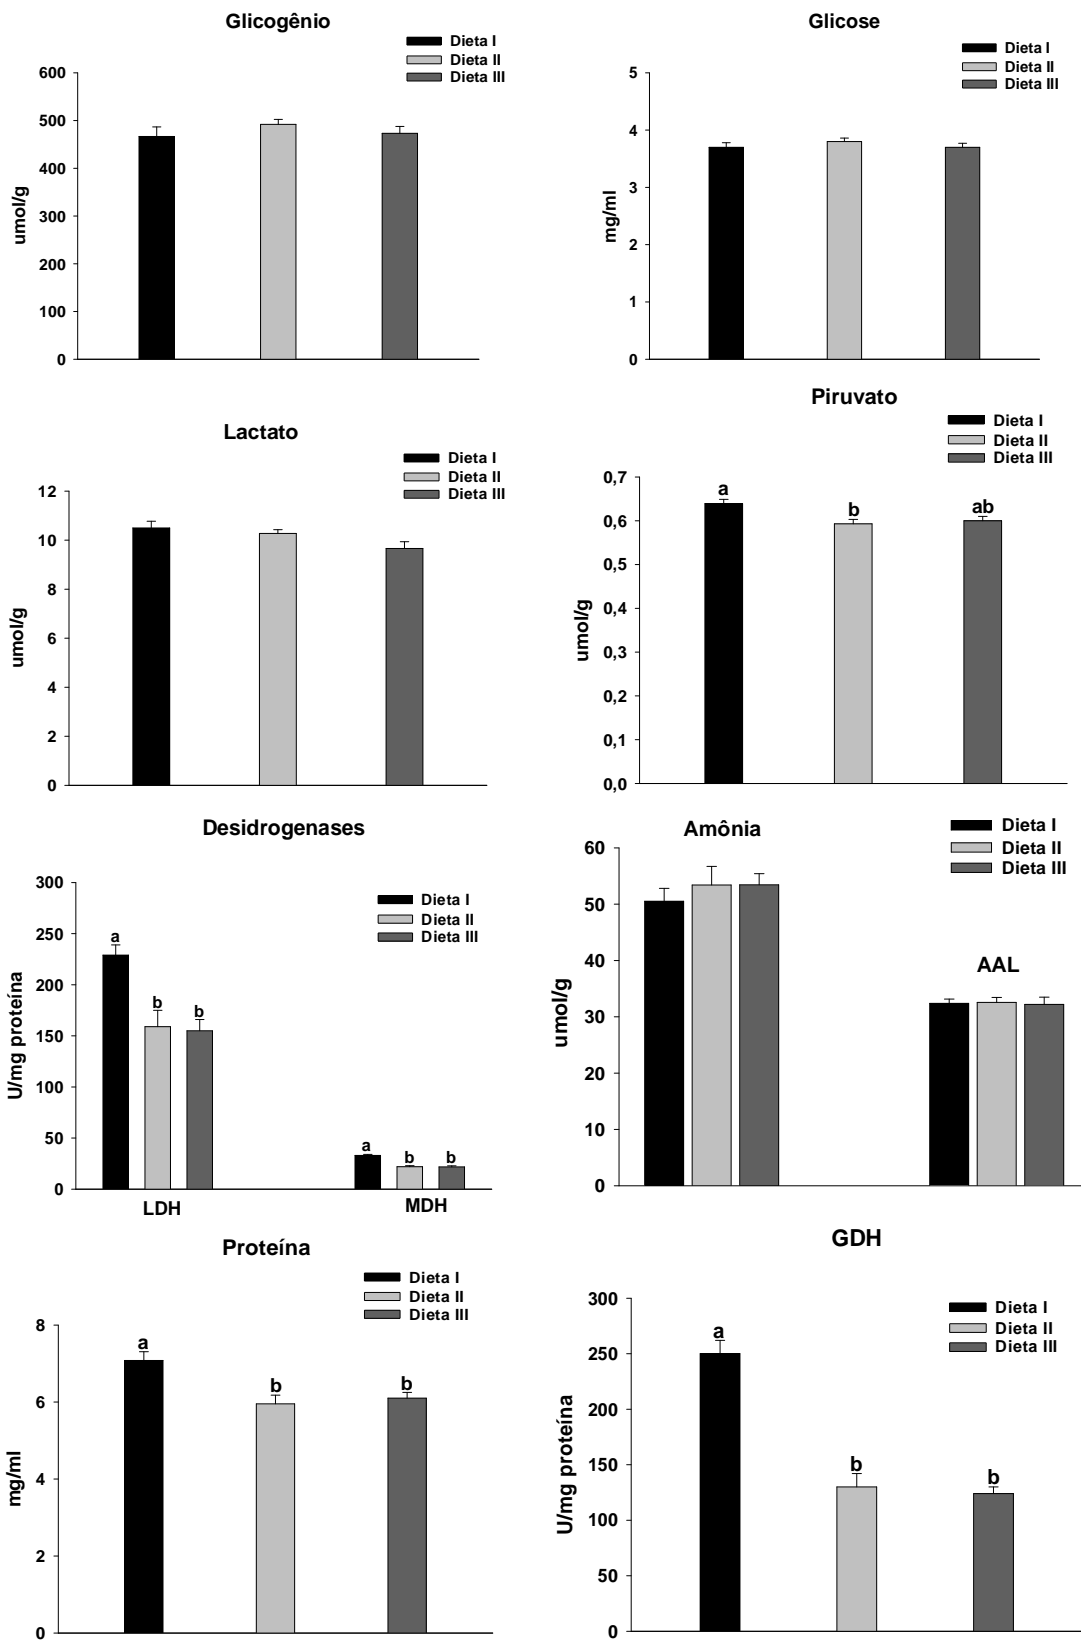 Glicogênio
Dieta I
Dieta II
Dieta III
600
500
400
300
200
100
0
umol/g
Glicose
Dieta I
Dieta II
Dieta III
5
4
3
2
1
0
mg/ml
Lactato
Dieta I
Dieta II
Dieta III
12
10
8
6
4
2
0
umol/g
Piruvato
Dieta I
Dieta II
Dieta III
0,7
0,6
0,5
0,4
0,3
0,2
0,1
0,0
umol/g
a
b
ab
Desidrogenases
Dieta I
Dieta II
Dieta III
300
250
200
150
100
50
0
U/mg proteína
a
b
b
a
b
b
LDH
MDH
Amônia
Dieta I
Dieta II
Dieta III
60
50
40
30
20
10
0
umol/g
AAL
Proteína
Dieta I
Dieta II
Dieta III
8
6
4
2
0
mg/ml
a
b
b
GDH
Dieta I
Dieta II
Dieta III
300
250
200
150
100
50
0
U/mg proteína
a
b
b